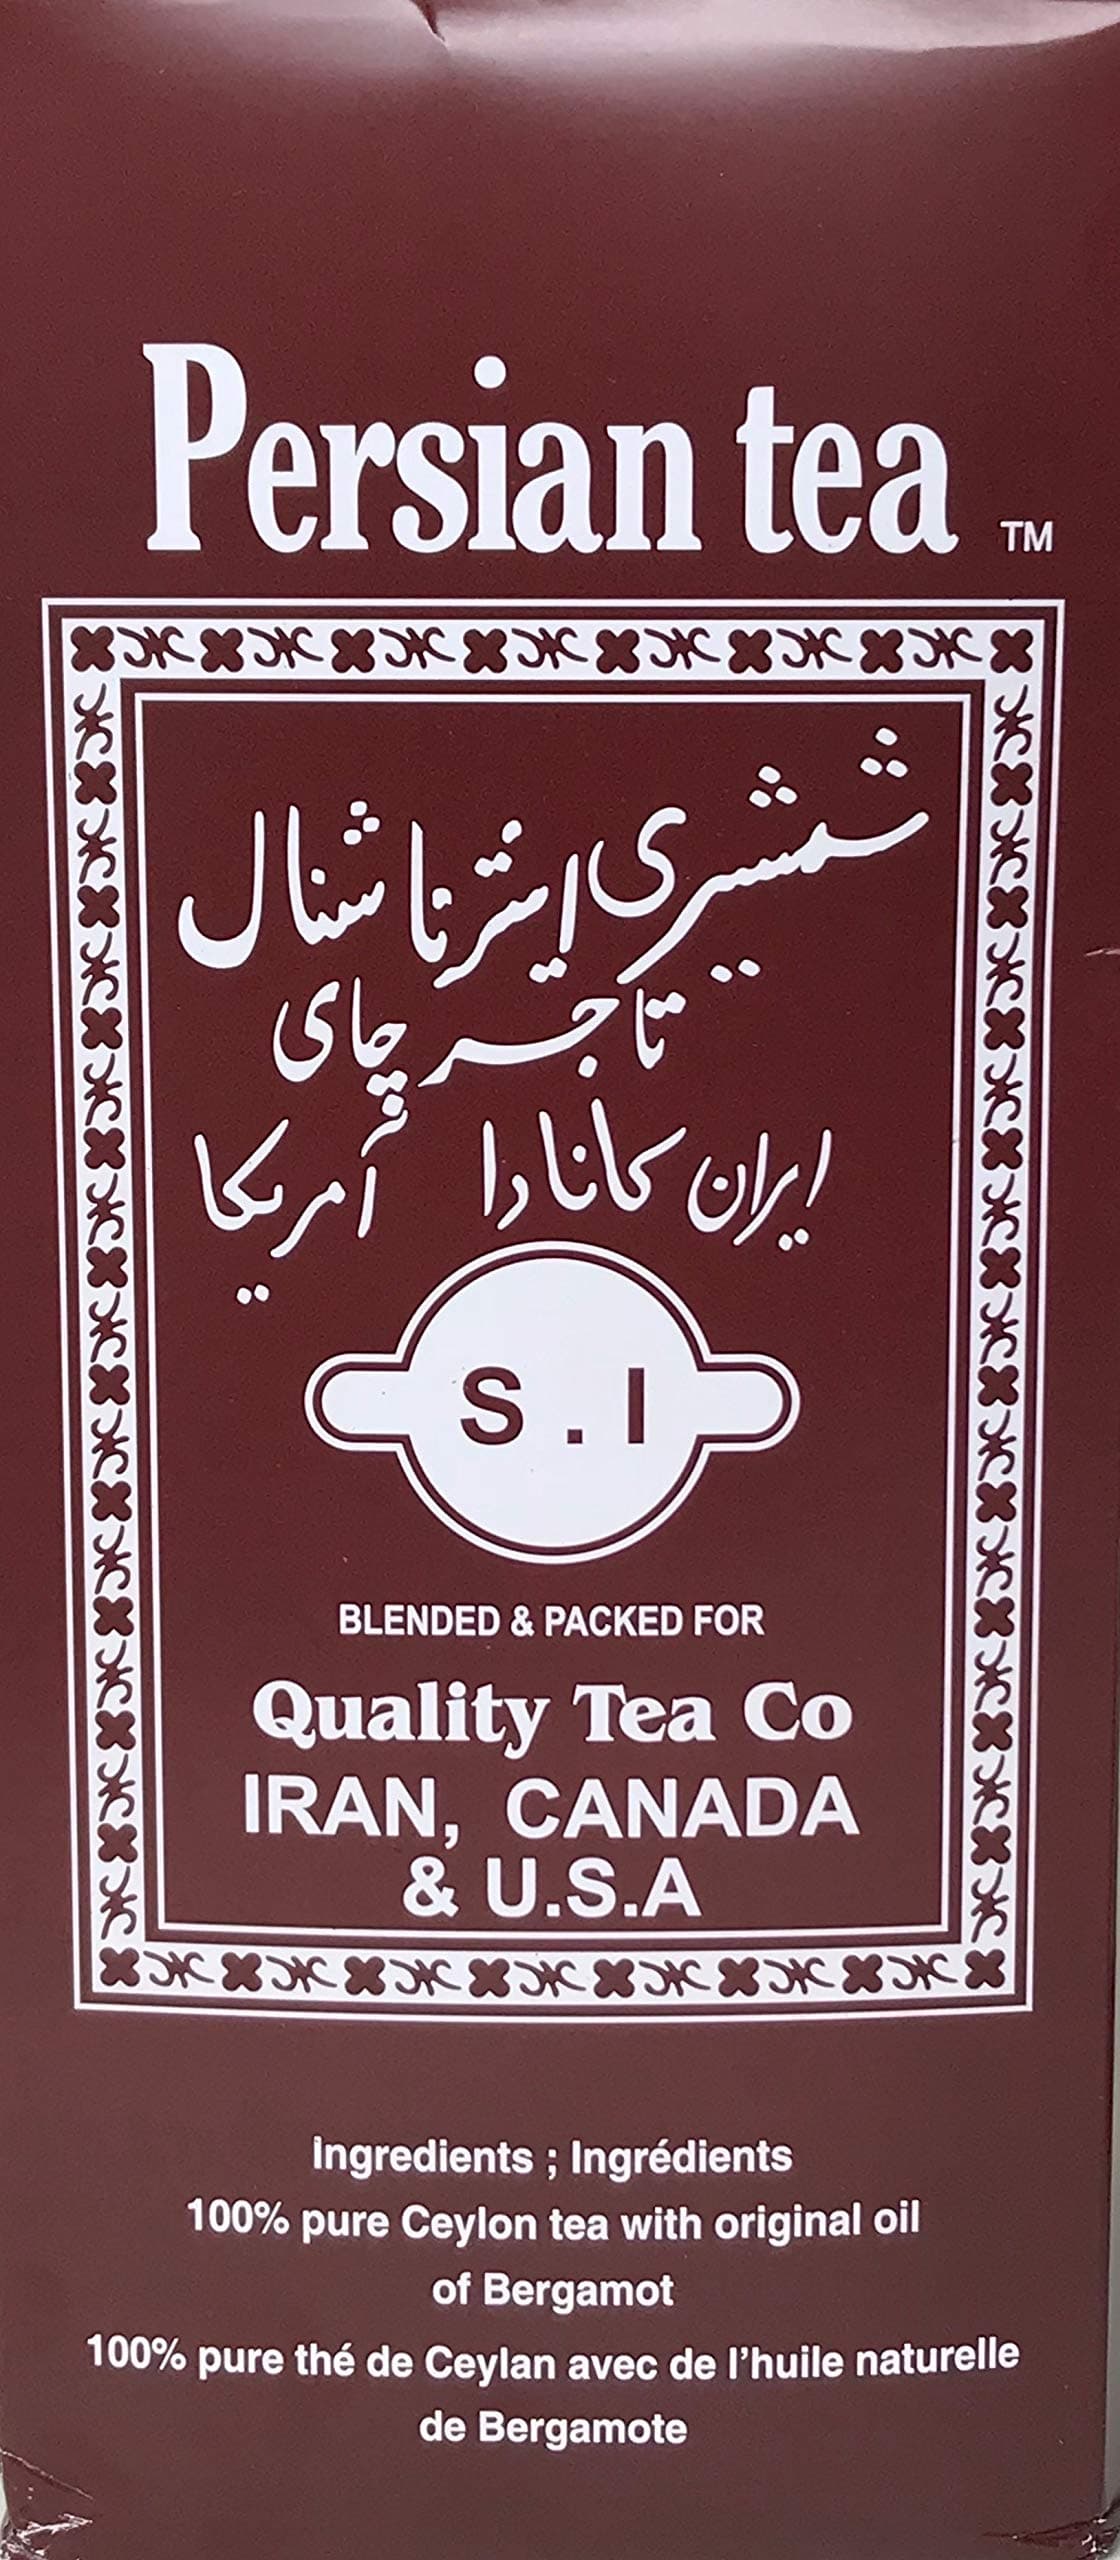 Persian tea TM
شمشیری اینترناشنال
تاجر چای
ایران کانادا آمریکا
S . I
BLENDED & PACKED FOR
Quality Tea Co
IRAN, CANADA
& U.S.A
Ingredients ; Ingrédients
100% pure Ceylon tea with original oil
of Bergamot
100% pure thé de Ceylan avec de l’huile naturelle
de Bergamote